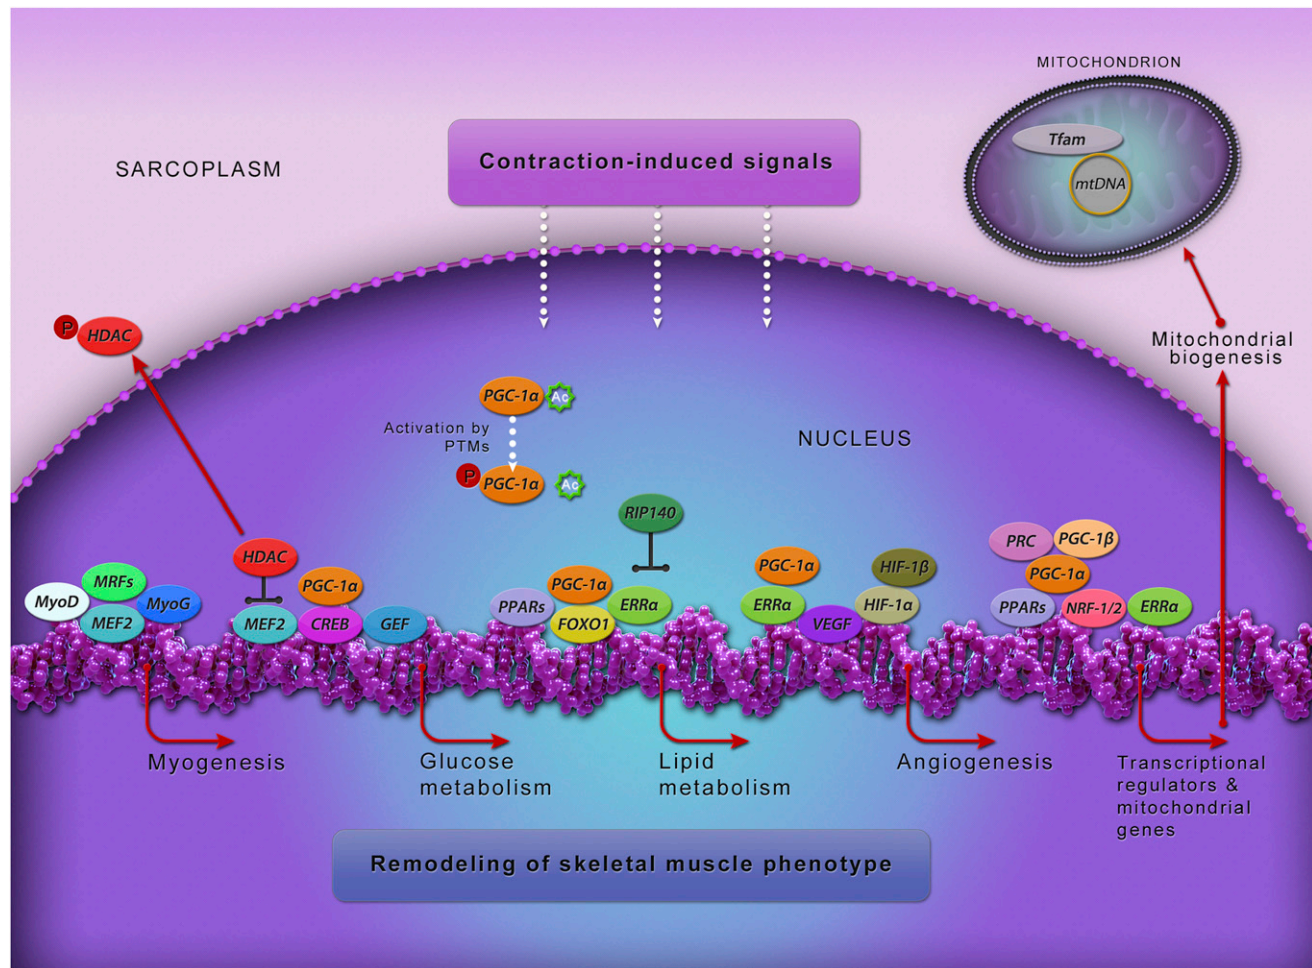 MITOCHONDRION
Tfam
mtDNA
Contraction-induced signals
SARCOPLASM
P
HDAC
Mitochondrial
biogenesis
PGC-1α
Ac
Activation by
PTMs
P
PGC-1α
Ac
NUCLEUS
HDAC
RIP140
MyoD
MRFs
MyoG
MEF2
MEF2
PGC-1α
CREB
GEF
PPARs
PGC-1α
FOXO1
ERRα
PGC-1α
ERRα
VEGF
HIF-1β
HIF-1α
PRC
PGC-1β
PGC-1α
PPARs
NRF-1/2
ERRα
Myogenesis
Glucose
metabolism
Lipid
metabolism
Angiogenesis
Transcriptional
regulators &
mitochondrial
genes
Remodeling of skeletal muscle phenotype